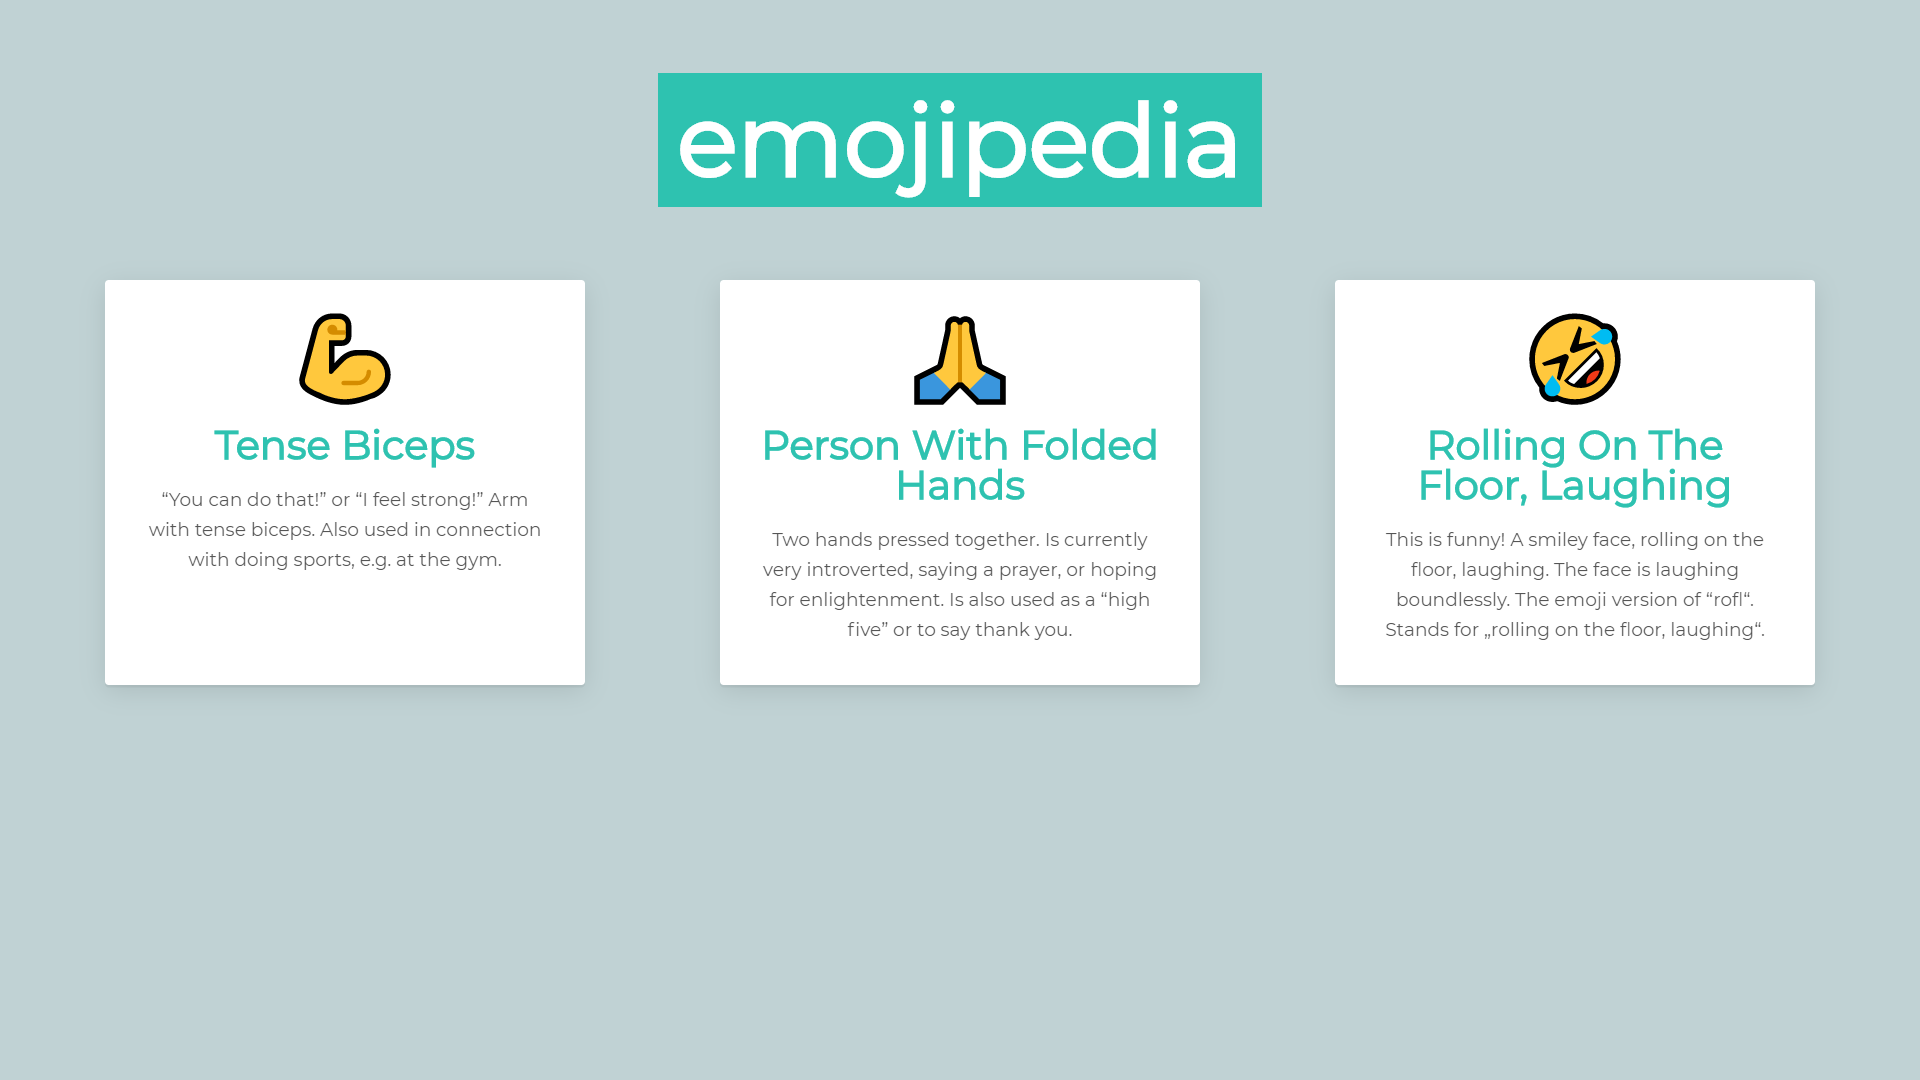 emojipedia
Tense Biceps
“You can do that!” or “I feel strong!” Arm
with tense biceps. Also used in connection
with doing sports, e.g. at the gym.
Person With Folded
Hands
Two hands pressed together. Is currently
very introverted, saying a prayer, or hoping
for enlightenment. Is also used as a “high
five” or to say thank you.
Rolling On The
Floor, Laughing
This is funny! A smiley face, rolling on the
floor, laughing. The face is laughing
boundlessly. The emoji version of “rofl“.
Stands for „rolling on the floor, laughing“.